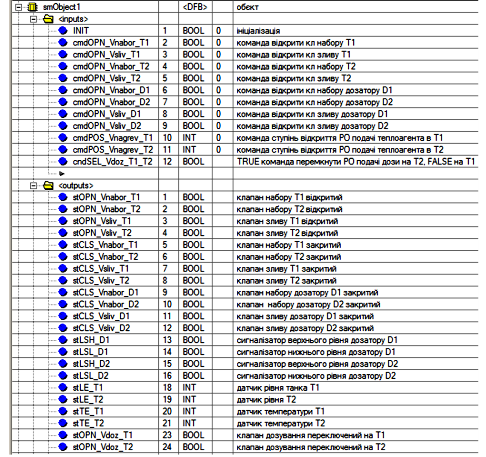 smObject1 <DFB> обєкт
<inputs>
INIT 1 BOOL 0 ініціалізація
cmdOPN_Vnabor_T1 2 BOOL 0 команда відкрити кл набору T1
cmdOPN_Vsliv_T1 3 BOOL 0 команда відкрити кл зливу T1
cmdOPN_Vnabor_T2 4 BOOL 0 команда відкрити кл набору T2
cmdOPN_Vsliv_T2 5 BOOL 0 команда відкрити кл зливу T2
cmdOPN_Vnabor_D1 6 BOOL 0 команда відкрити кл набору дозатору D1
cmdOPN_Vnabor_D2 7 BOOL 0 команда відкрити кл набору дозатору D2
cmdOPN_Vsliv_D1 8 BOOL 0 команда відкрити кл зливу дозатору D1
cmdOPN_Vsliv_D2 9 BOOL 0 команда відкрити кл зливу дозатору D2
cmdPOS_Vnagrev_T1 10 INT 0 команда ступінь відкриття РО подачі теплоагента в T1
cmdPOS_Vnagrev_T2 11 INT 0 команда ступінь відкриття РО подачі теплоагента в T2
cndSEL_Vdoz_T1_T2 12 BOOL TRUE команда перемкнути РО подачі дози на T2, FALSE на T1
<outputs>
stOPN_Vnabor_T1 1 BOOL клапан набору T1 відкритий
stOPN_Vnabor_T2 2 BOOL клапан набору T2 відкритий
stOPN_Vsliv_T1 3 BOOL клапан зливу T1 відкритий
stOPN_Vsliv_T2 4 BOOL клапан зливу T2 відкритий
stCLS_Vnabor_T1 5 BOOL клапан набору T1 закритий
stCLS_Vnabor_T2 6 BOOL клапан набору T2 закритий
stCLS_Vsliv_T1 7 BOOL клапан зливу T1 закритий
stCLS_Vsliv_T2 8 BOOL клапан зливу T2 закритий
stCLS_Vnabor_D1 9 BOOL клапан набору дозатору D1 закритий
stCLS_Vnabor_D2 10 BOOL клапан набору дозатору D2 закритий
stCLS_Vsliv_D1 11 BOOL клапан зливу дозатору D1 закритий
stCLS_Vsliv_D2 12 BOOL клапан зливу дозатору D2 закритий
stLSH_D1 13 BOOL сигналізатор верхнього рівня дозатору D1
stLSL_D1 14 BOOL сигналізатор нижнього рівня дозатору D1
stLSH_D2 15 BOOL сигналізатор верхнього рівня дозатору D2
stLSL_D2 16 BOOL сигналізатор нижнього рівня дозатору D2
stLE_T1 18 INT датчик рівня танка T1
stLE_T2 19 INT датчик рівня T2
stTE_T1 20 INT датчик температури T1
stTE_T2 21 INT датчик температури T2
stOPN_Vdoz_T1 23 BOOL клапан дозування переключений на T1
stOPN_Vdoz_T2 24 BOOL клапан дозування переключений на T2